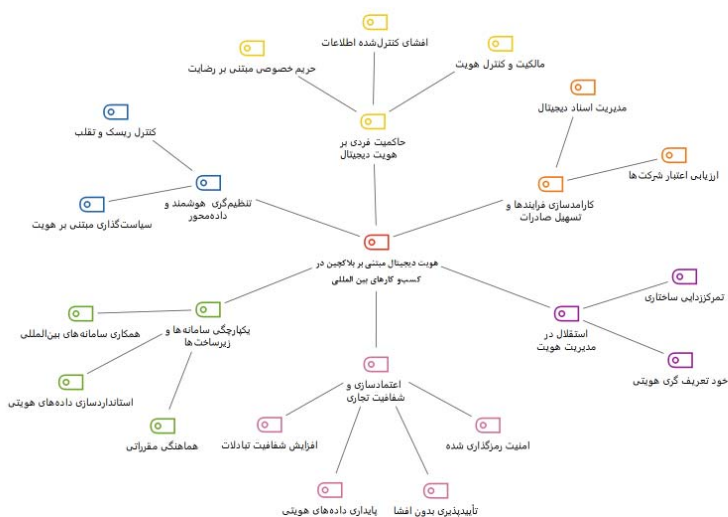 افشای کنترل‌شده اطلاعات
مالکیت و کنترل هویت
حریم خصوصی مبتنی بر رضایت
حاکمیت فردی بر
هویت دیجیتال
مدیریت اسناد دیجیتال
ارزیابی اعتبار شرکت‌ها
کارامدسازی فرایندها و
تسهیل صادرات
کنترل ریسک و تقلب
تنظیم‌گری هوشمند و
داده‌محور
سیاست‌گذاری مبتنی بر هویت
هویت دیجیتال مبتنی بر بلاکچین در
کسب‌و کارهای بین المللی
تمرکززدایی ساختاری
استقلال در
مدیریت هویت
خود تعریف گری هویتی
یکپارچگی سامانه‌ها و
زیرساخت‌ها
همکاری سامانه‌های بین‌المللی
استانداردسازی داده‌های هویتی
هماهنگی مقرراتی
اعتمادسازی و
شفافیت تجاری
امنیت رمزگذاری شده
افزایش شفافیت تبادلات
تأییدپذیری بدون افشا
پایداری داده‌های هویتی